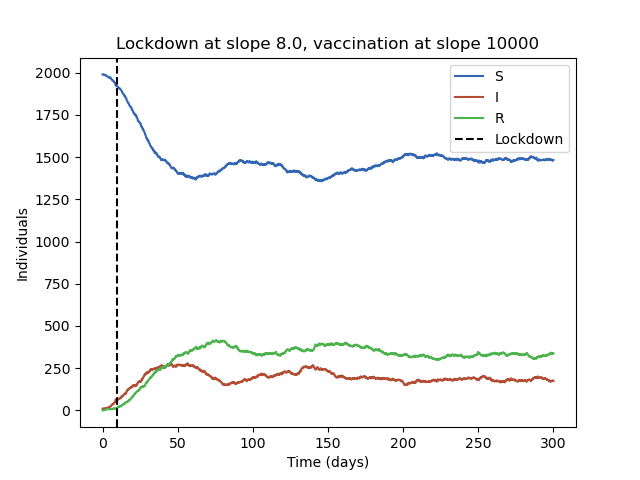 Lockdown at slope 8.0, vaccination at slope 10000
S
I
R
Lockdown
Individuals
2000
1750
1500
1250
1000
750
500
250
0
0 50 100 150 200 250 300
Time (days)